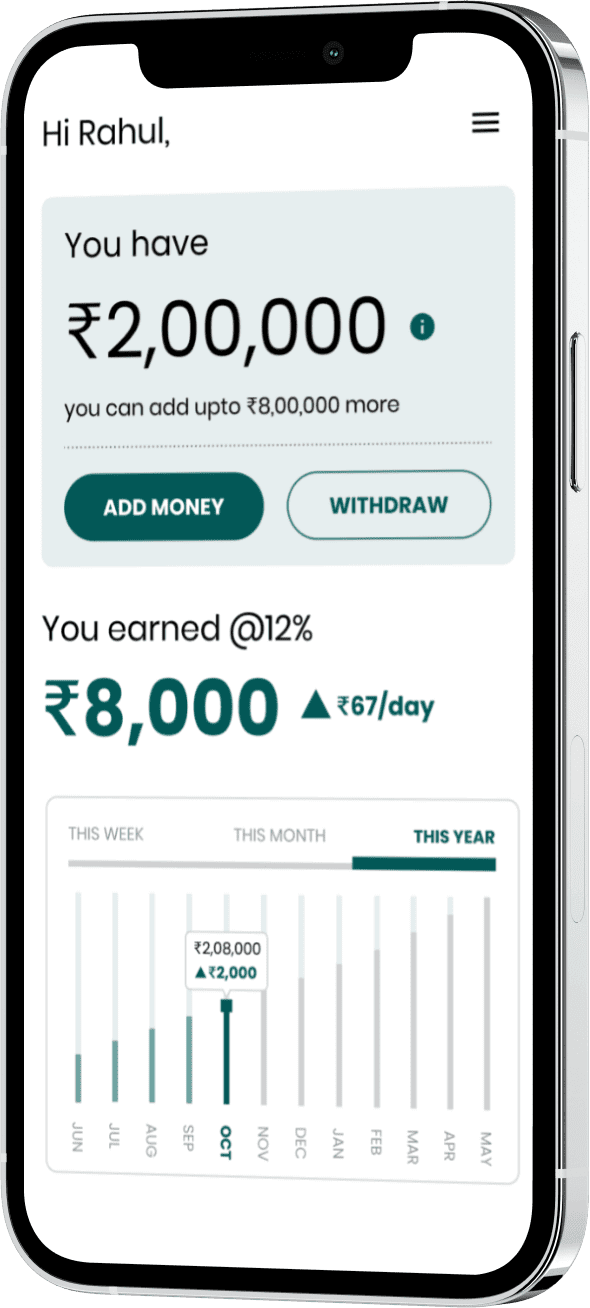 Hi Rahul,
You have
₹2,00,000
you can add upto ₹8,00,000 more
ADD MONEY
WITHDRAW
You earned @12%
₹8,000 ▲ ₹67/day
THIS WEEK
THIS MONTH
THIS YEAR
₹2,08,000
▲₹2,000
JUN
JUL
AUG
SEP
OCT
NOV
DEC
JAN
FEB
MAR
APR
MAY